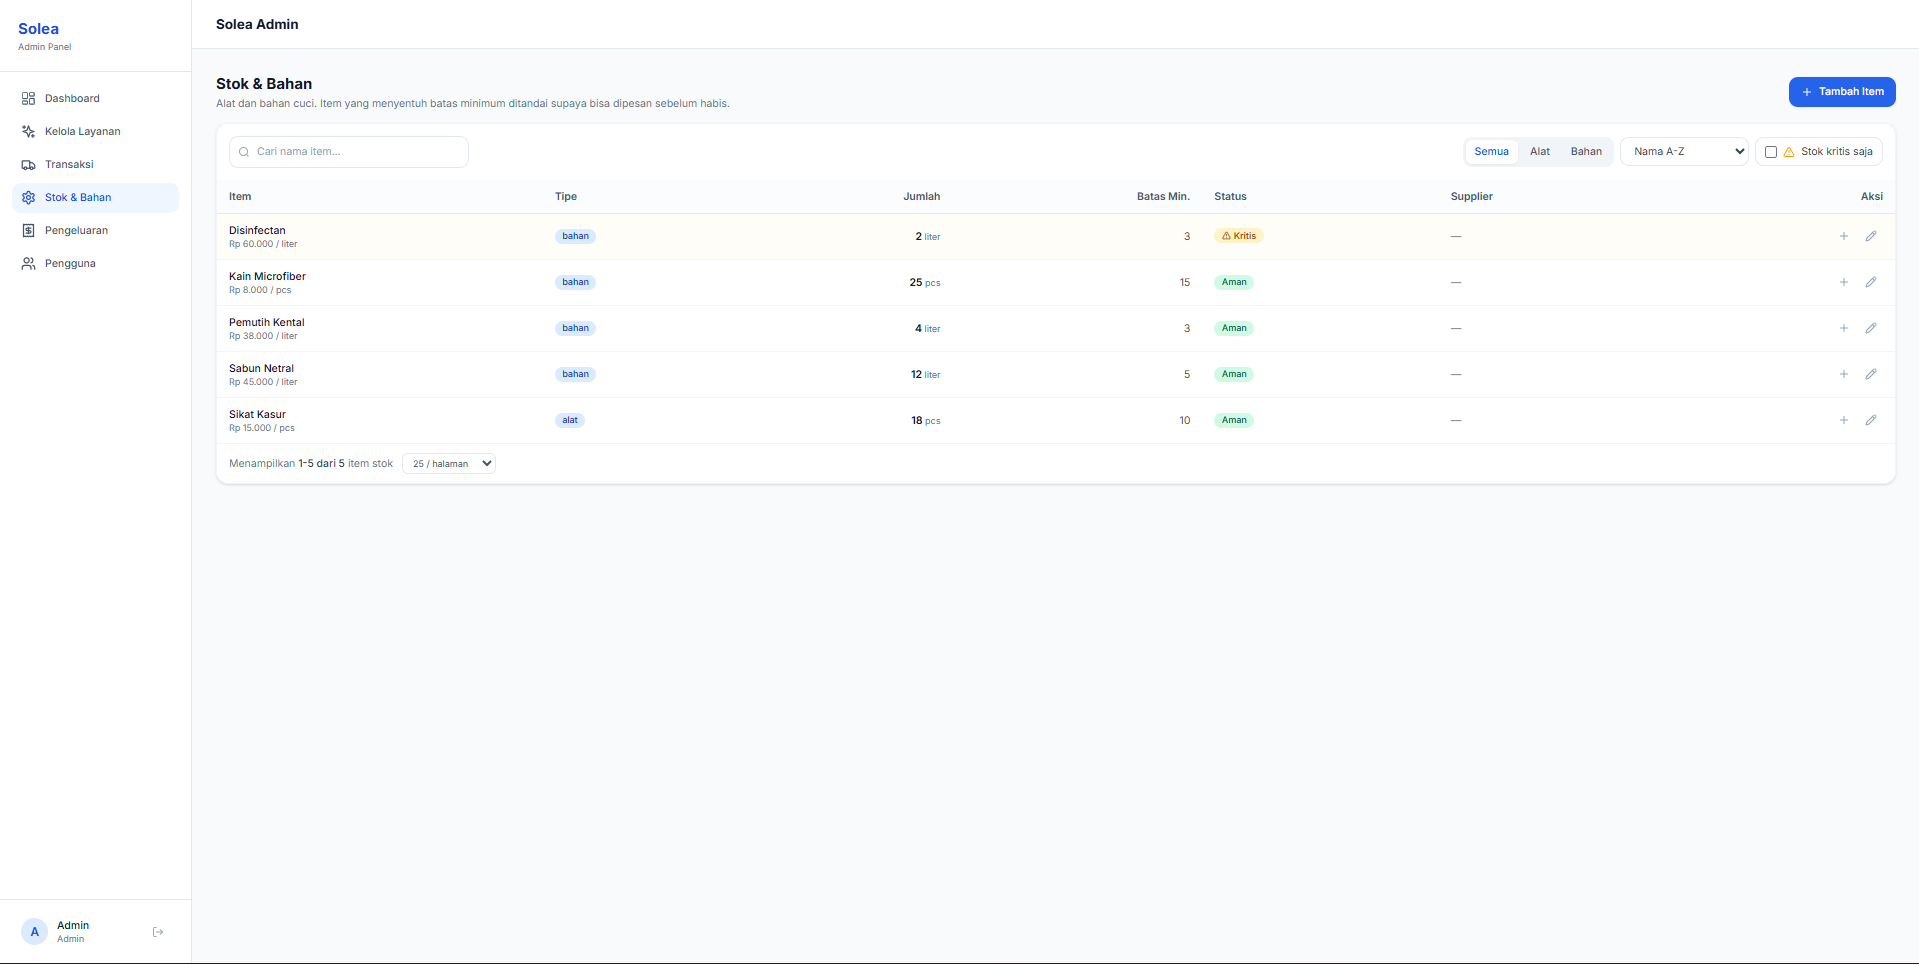 Solea
Admin Panel
Dashboard
Kelola Layanan
Transaksi
Stok & Bahan
Pengeluaran
Pengguna
A
Admin
Admin
Solea Admin
Stok & Bahan
Alat dan bahan cuci. Item yang menyentuh batas minimum ditandai supaya bisa dipesan sebelum habis.
+ Tambah Item
Cari nama item...
Semua Alat Bahan Nama A-Z Stok kritis saja
Item Tipe Jumlah Batas Min. Status Supplier Aksi
Disinfectan bahan 2 liter 3 Kritis —
Rp 60.000 / liter
Kain Microfiber bahan 25 pcs 15 Aman —
Rp 8.000 / pcs
Pemutih Kental bahan 4 liter 3 Aman —
Rp 38.000 / liter
Sabun Netral bahan 12 liter 5 Aman —
Rp 45.000 / liter
Sikat Kasur alat 18 pcs 10 Aman —
Rp 15.000 / pcs
Menampilkan 1-5 dari 5 item stok 25 / halaman